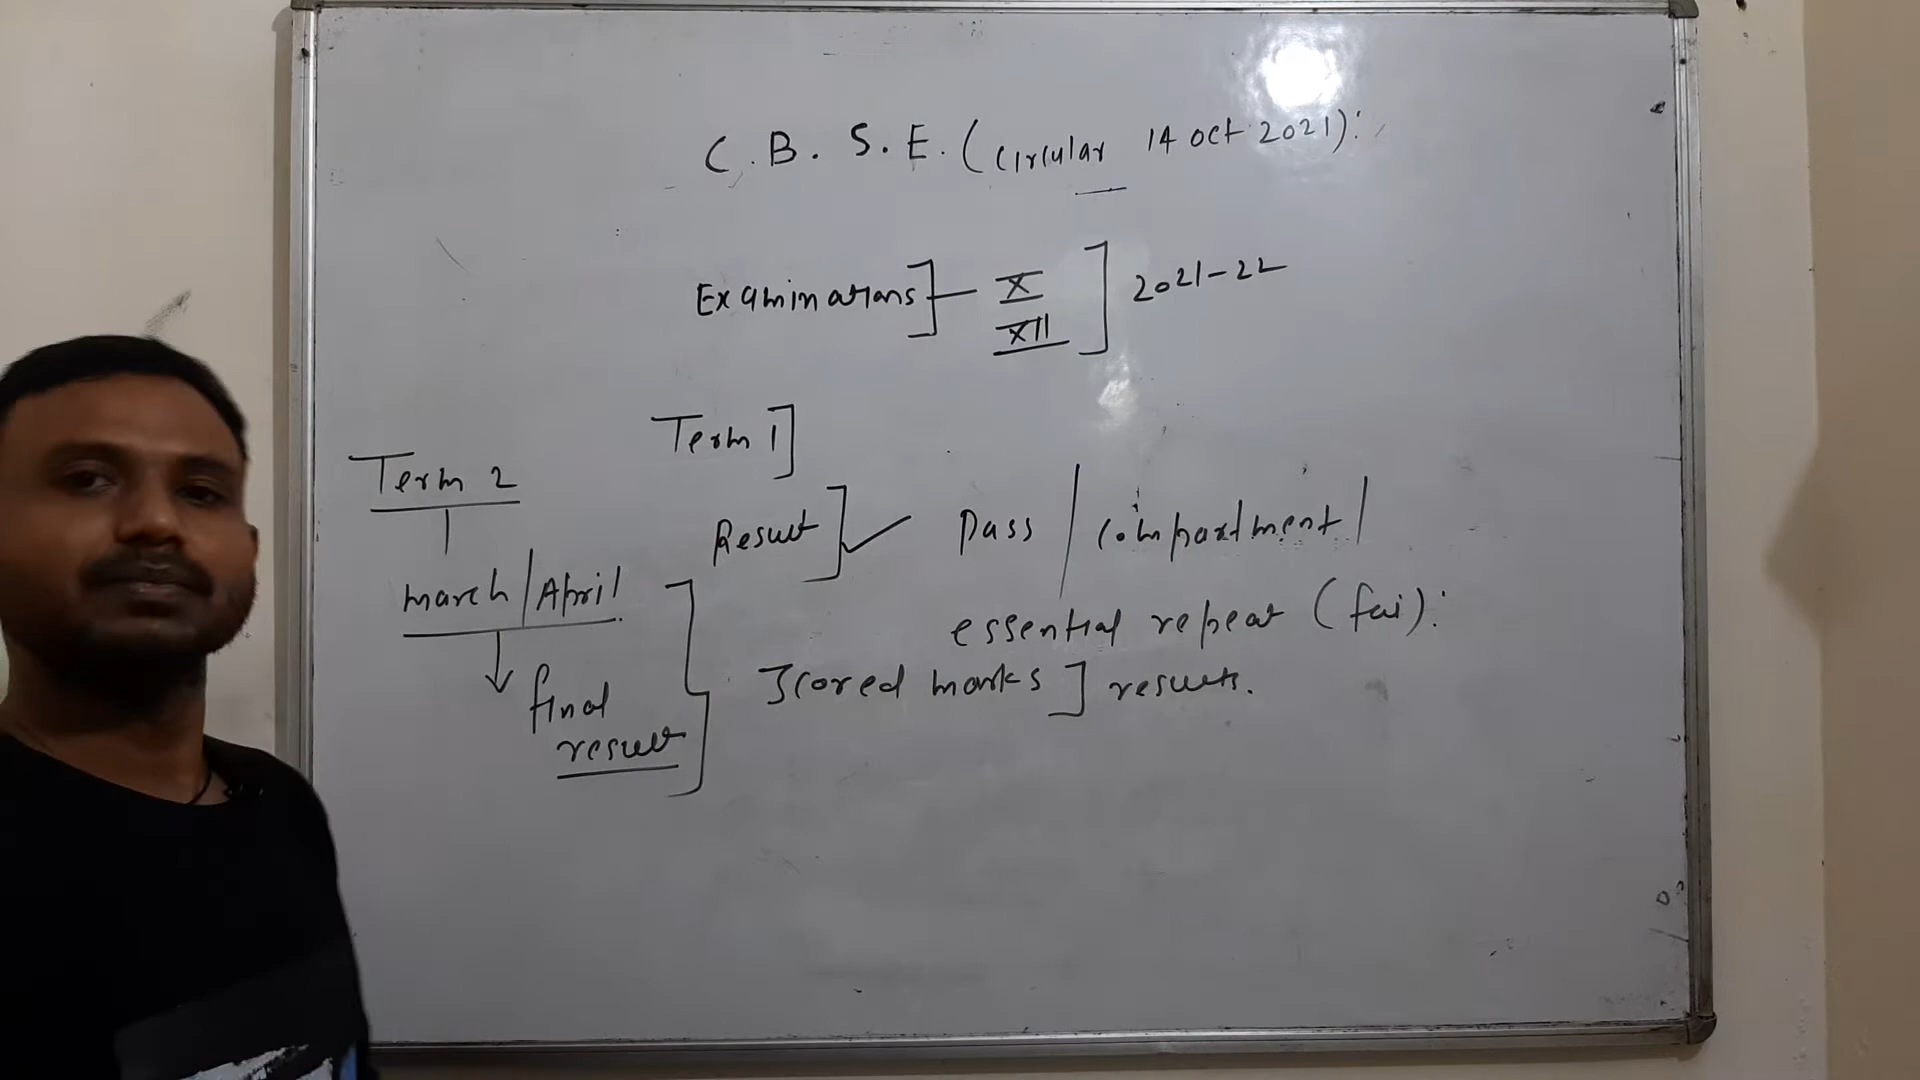 C.B.S.E. (Circular 14 Oct 2021):
Examinations] — X
XII ] 2021-22
Term 1]
Result] ✓ Pass / Compartment /
essential repeat (fai):
Scored marks ] results.
Term 2
March/April
final
result